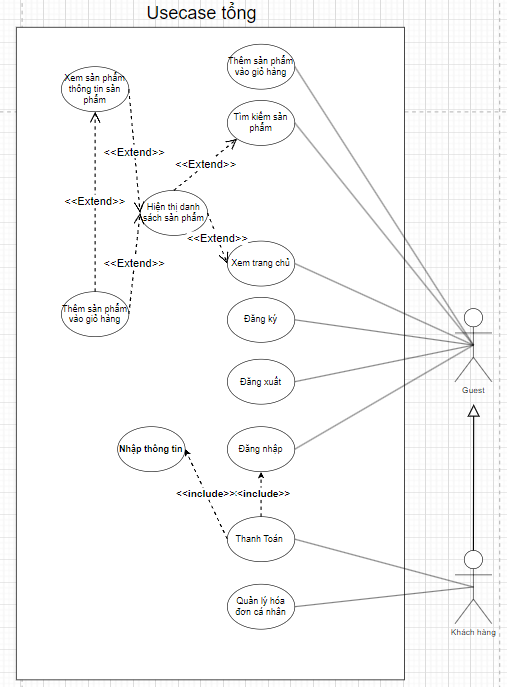 Usecase tổng
Thêm sản phẩm
vào giỏ hàng
Xem sản phẩm
thông tin sản
phẩm
Tìm kiếm sản
phẩm
<<Extend>>
<<Extend>>
<<Extend>>
Hiện thị danh
sách sản phẩm
<<Extend>>
<<Extend>>
Xem trang chủ
Thêm sản phẩm
vào giỏ hàng
Đăng ký
Đăng xuất
Guest
Nhập thông tin
Đăng nhập
<<include>>
<<include>>
Thanh Toán
Quản lý hóa
đơn cá nhân
Khách hàng